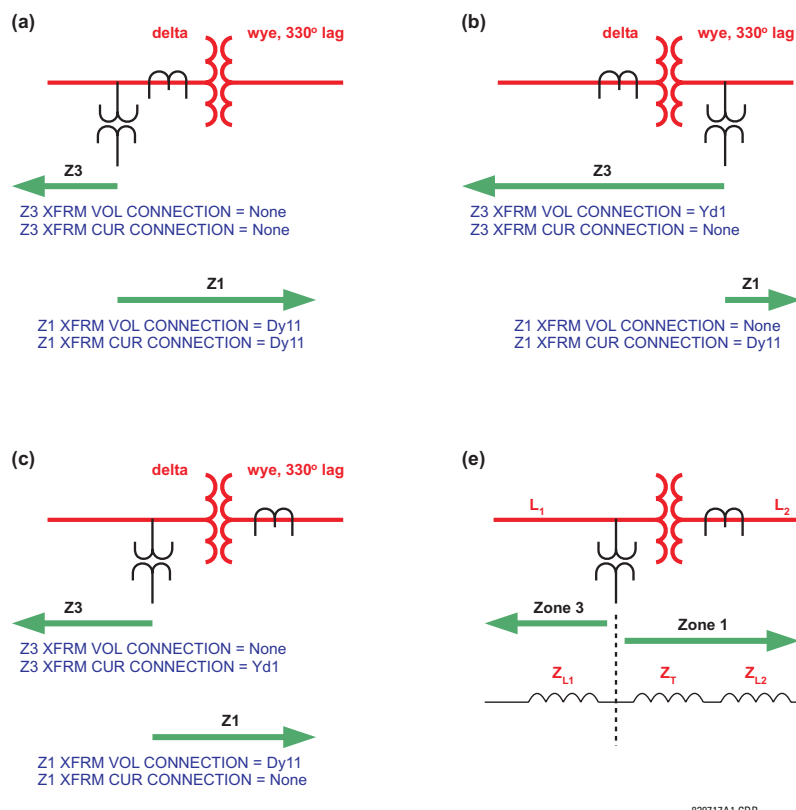 (a)
delta wye, 330º lag
Z3
Z3 XFRM VOL CONNECTION = None
Z3 XFRM CUR CONNECTION = None
Z1
Z1 XFRM VOL CONNECTION = Dy11
Z1 XFRM CUR CONNECTION = Dy11
(b)
delta wye, 330º lag
Z3
Z3 XFRM VOL CONNECTION = Yd1
Z3 XFRM CUR CONNECTION = None
Z1
Z1 XFRM VOL CONNECTION = None
Z1 XFRM CUR CONNECTION = Dy11
(c)
delta wye, 330º lag
Z3
Z3 XFRM VOL CONNECTION = None
Z3 XFRM CUR CONNECTION = Yd1
Z1
Z1 XFRM VOL CONNECTION = Dy11
Z1 XFRM CUR CONNECTION = None
(e)
L1 L2
Zone 3
Zone 1
ZL1 ZT ZL2